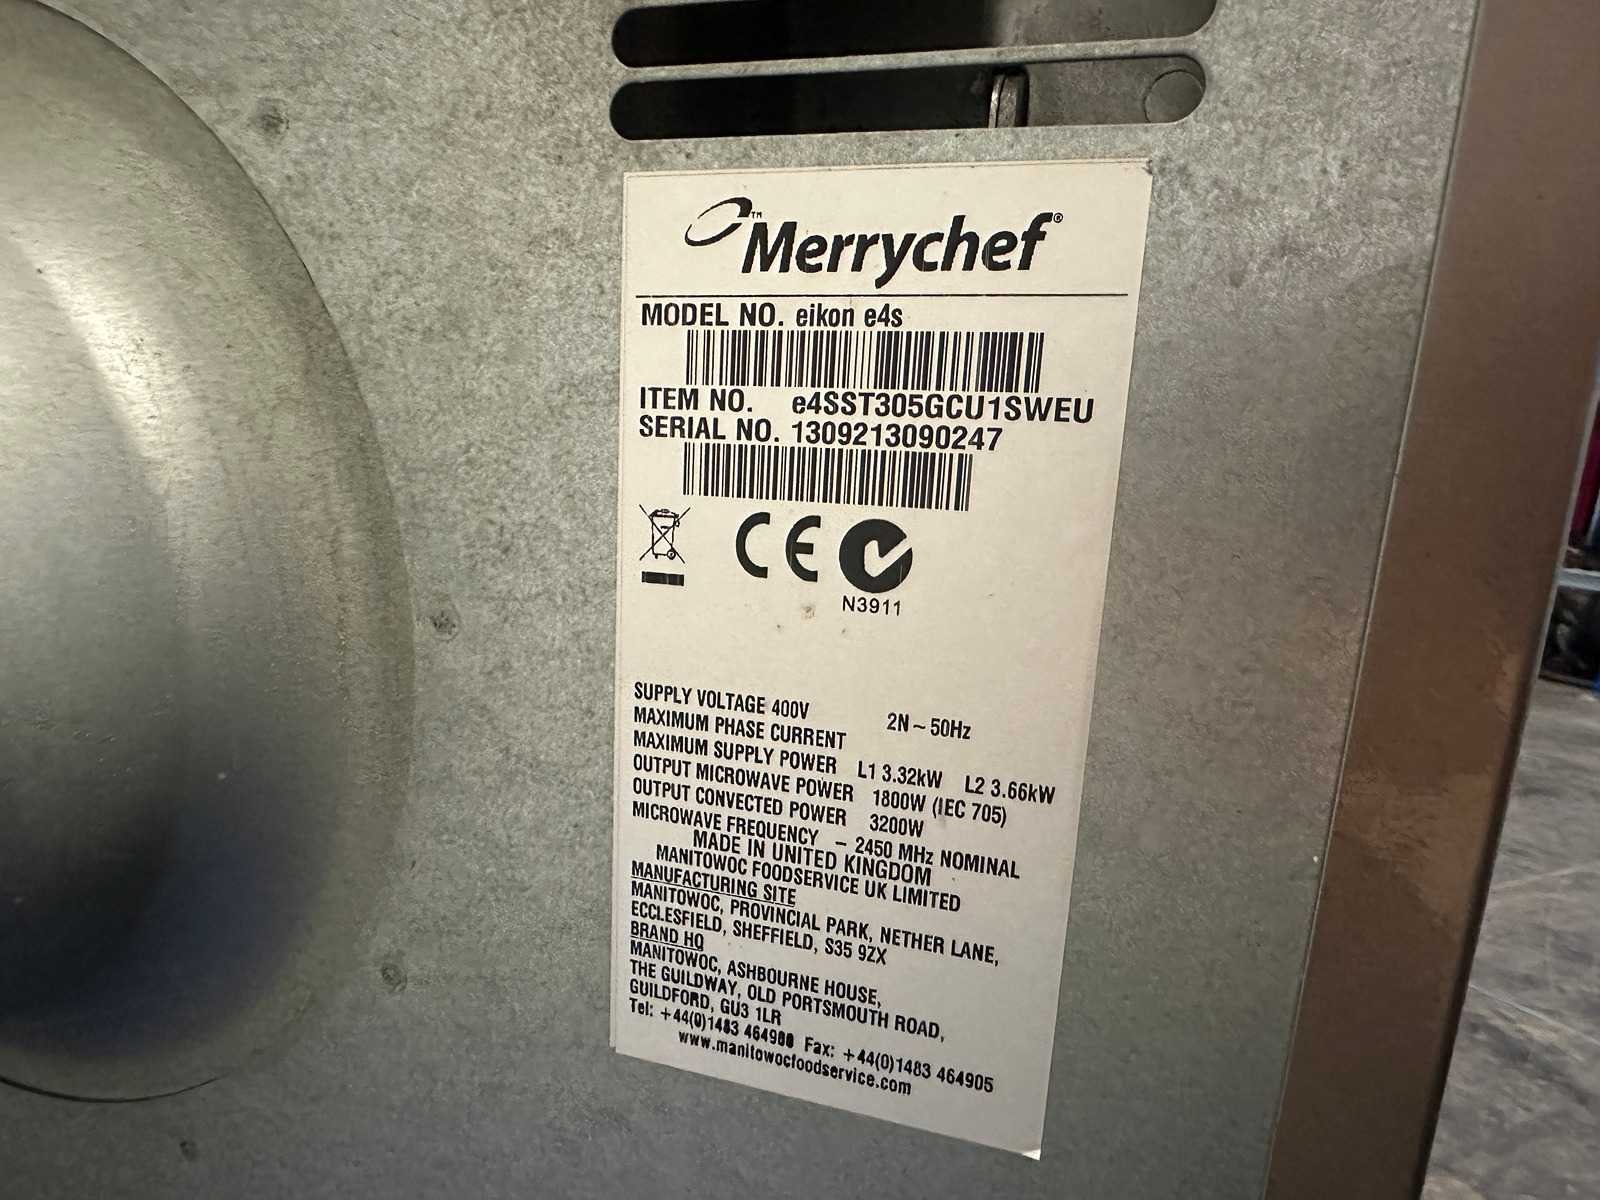 ™
Merrychef®
MODEL NO. eikon e4s
ITEM NO. e4SST305GCU1SWEU
SERIAL NO. 1309213090247
CE
N3911
SUPPLY VOLTAGE 400V 2N ~ 50Hz
MAXIMUM PHASE CURRENT
MAXIMUM SUPPLY POWER L1 3.32kW L2 3.66kW
OUTPUT MICROWAVE POWER 1800W (IEC 705)
OUTPUT CONVECTED POWER 3200W
MICROWAVE FREQUENCY – 2450 MHz NOMINAL
MADE IN UNITED KINGDOM
MANITOWOC FOODSERVICE UK LIMITED
MANUFACTURING SITE
MANITOWOC, PROVINCIAL PARK, NETHER LANE,
ECCLESFIELD, SHEFFIELD, S35 9ZX
BRAND HQ
MANITOWOC, ASHBOURNE HOUSE,
THE GUILDWAY, OLD PORTSMOUTH ROAD,
GUILDFORD, GU3 1LR
Tel: +44(0)1483 464900 Fax: +44(0)1483 464905
www.manitowocfoodservice.com